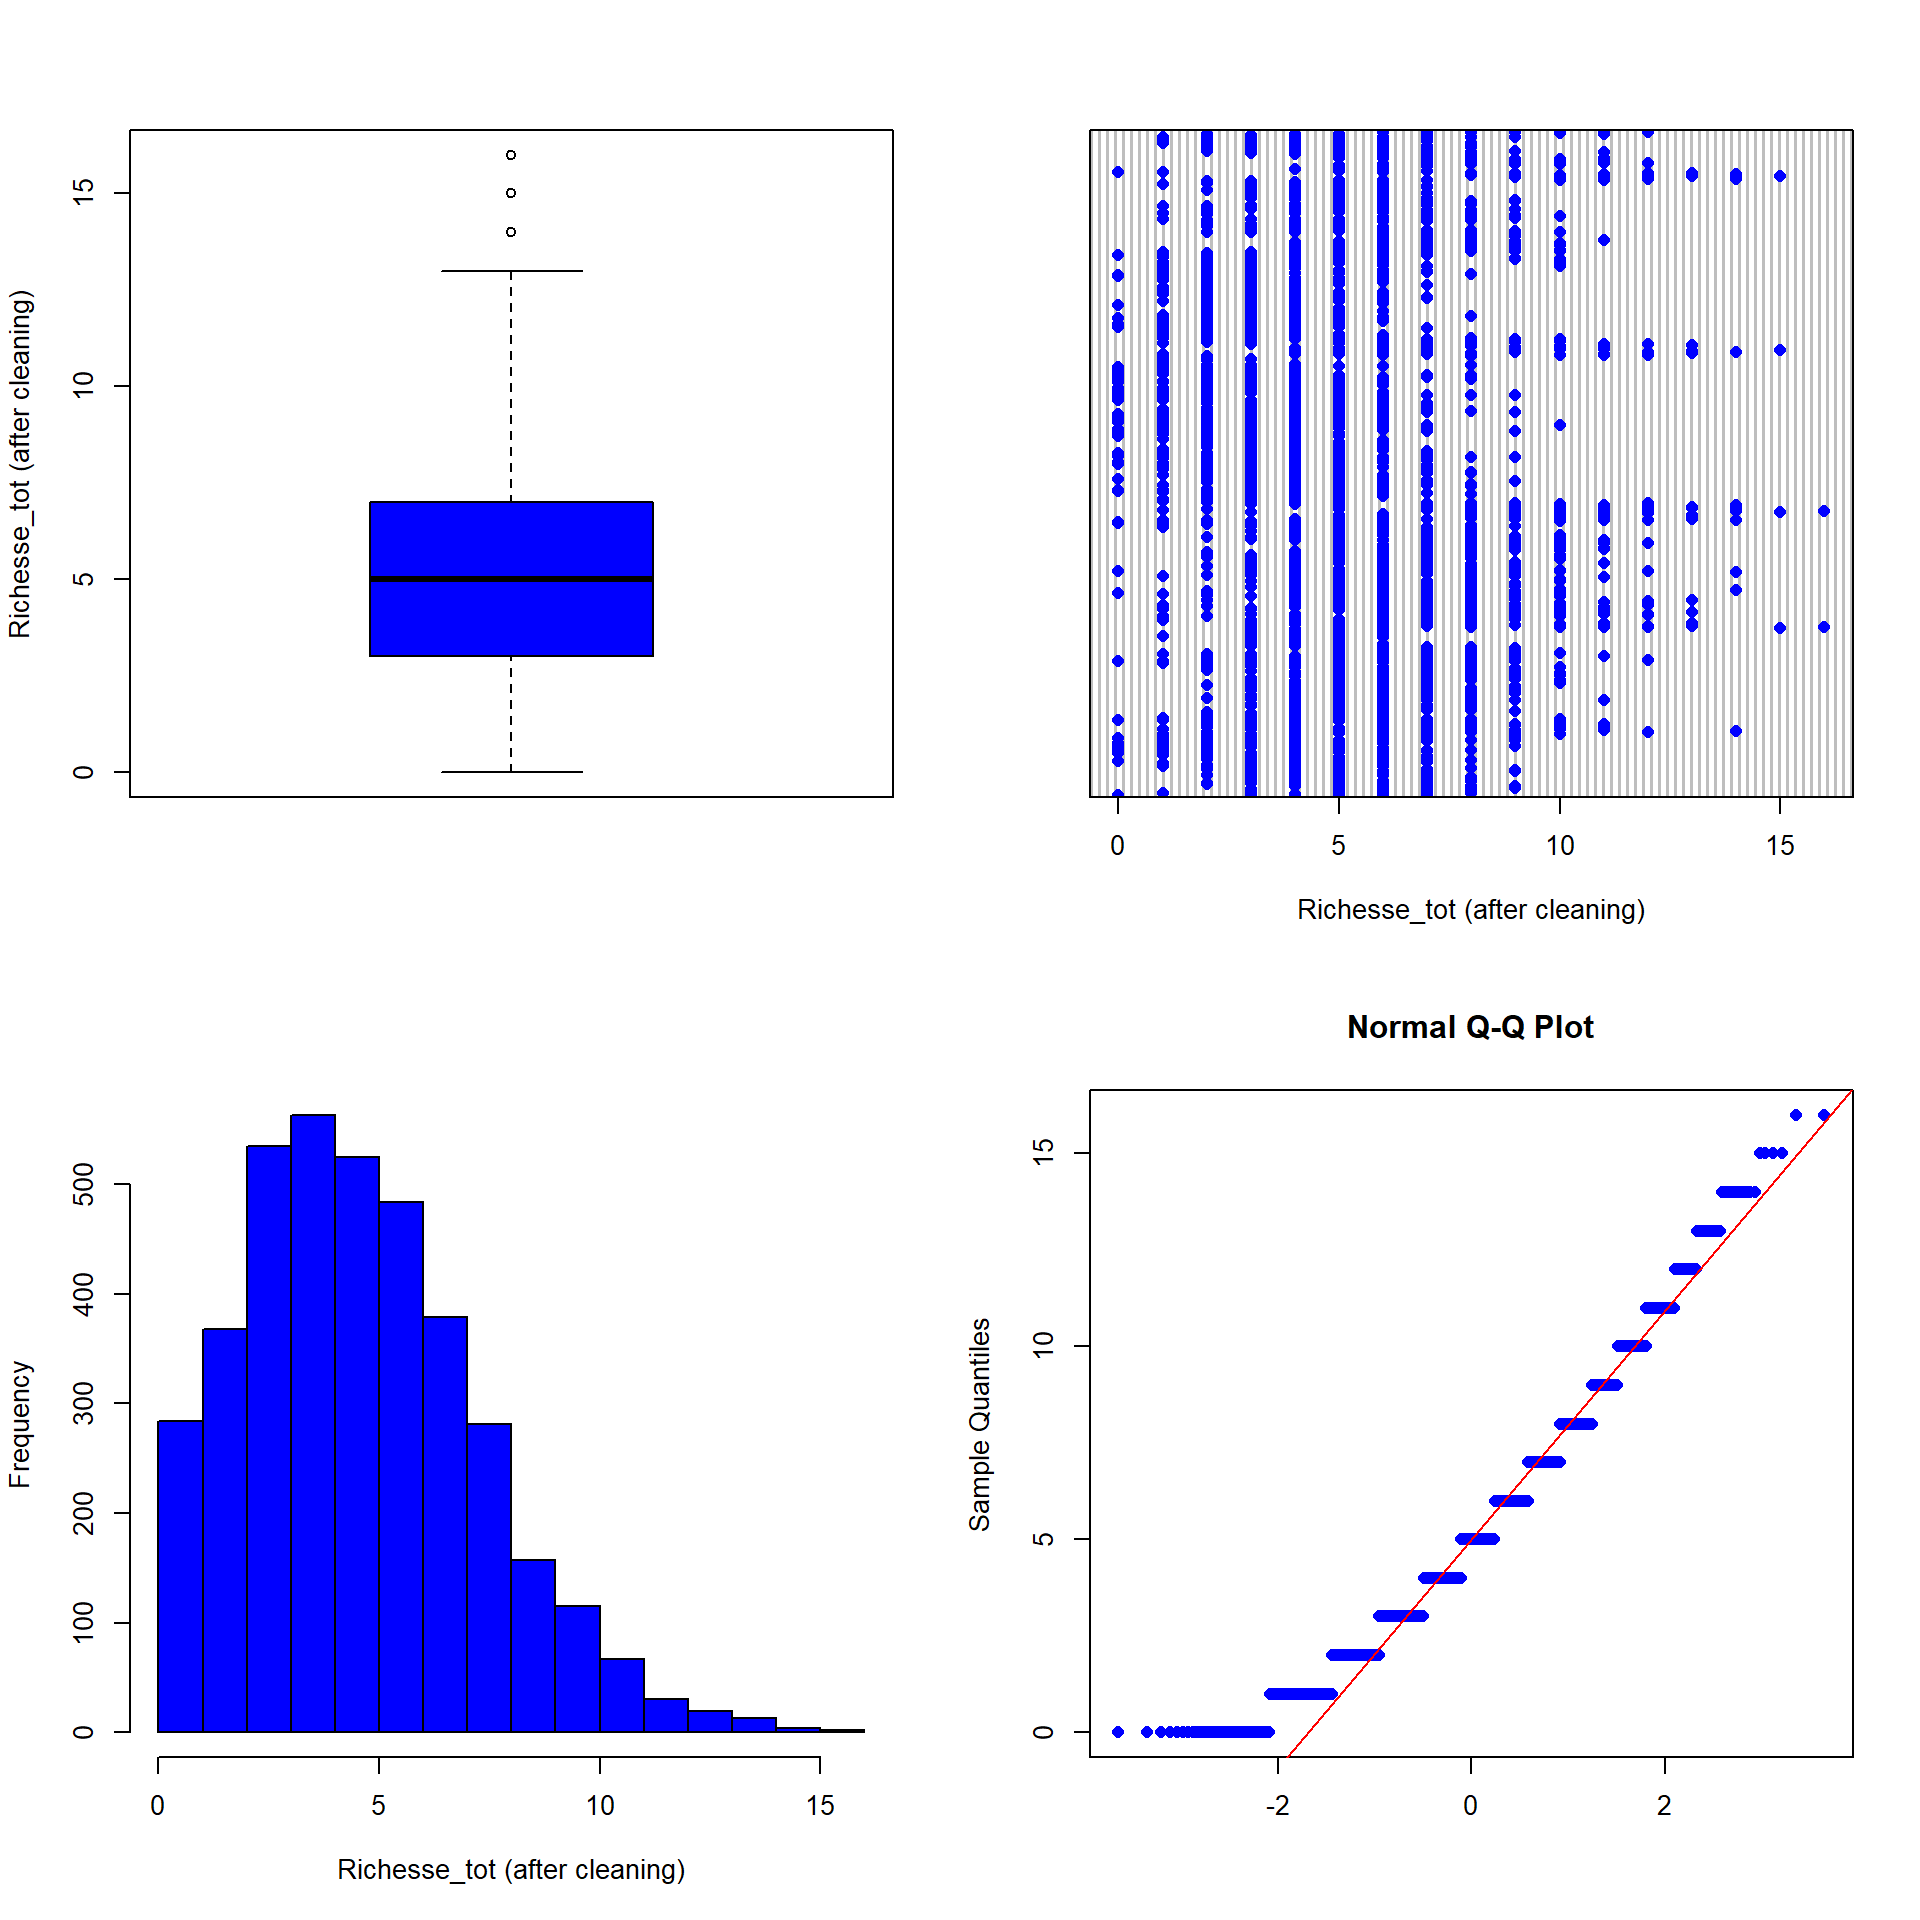 Richesse_tot (after cleaning)
15
10
5
0
0 5 10 15
Richesse_tot (after cleaning)
Frequency
500
400
300
200
100
0
0 5 10 15
Richesse_tot (after cleaning)
Normal Q-Q Plot
Sample Quantiles
15
10
5
0
-2 0 2